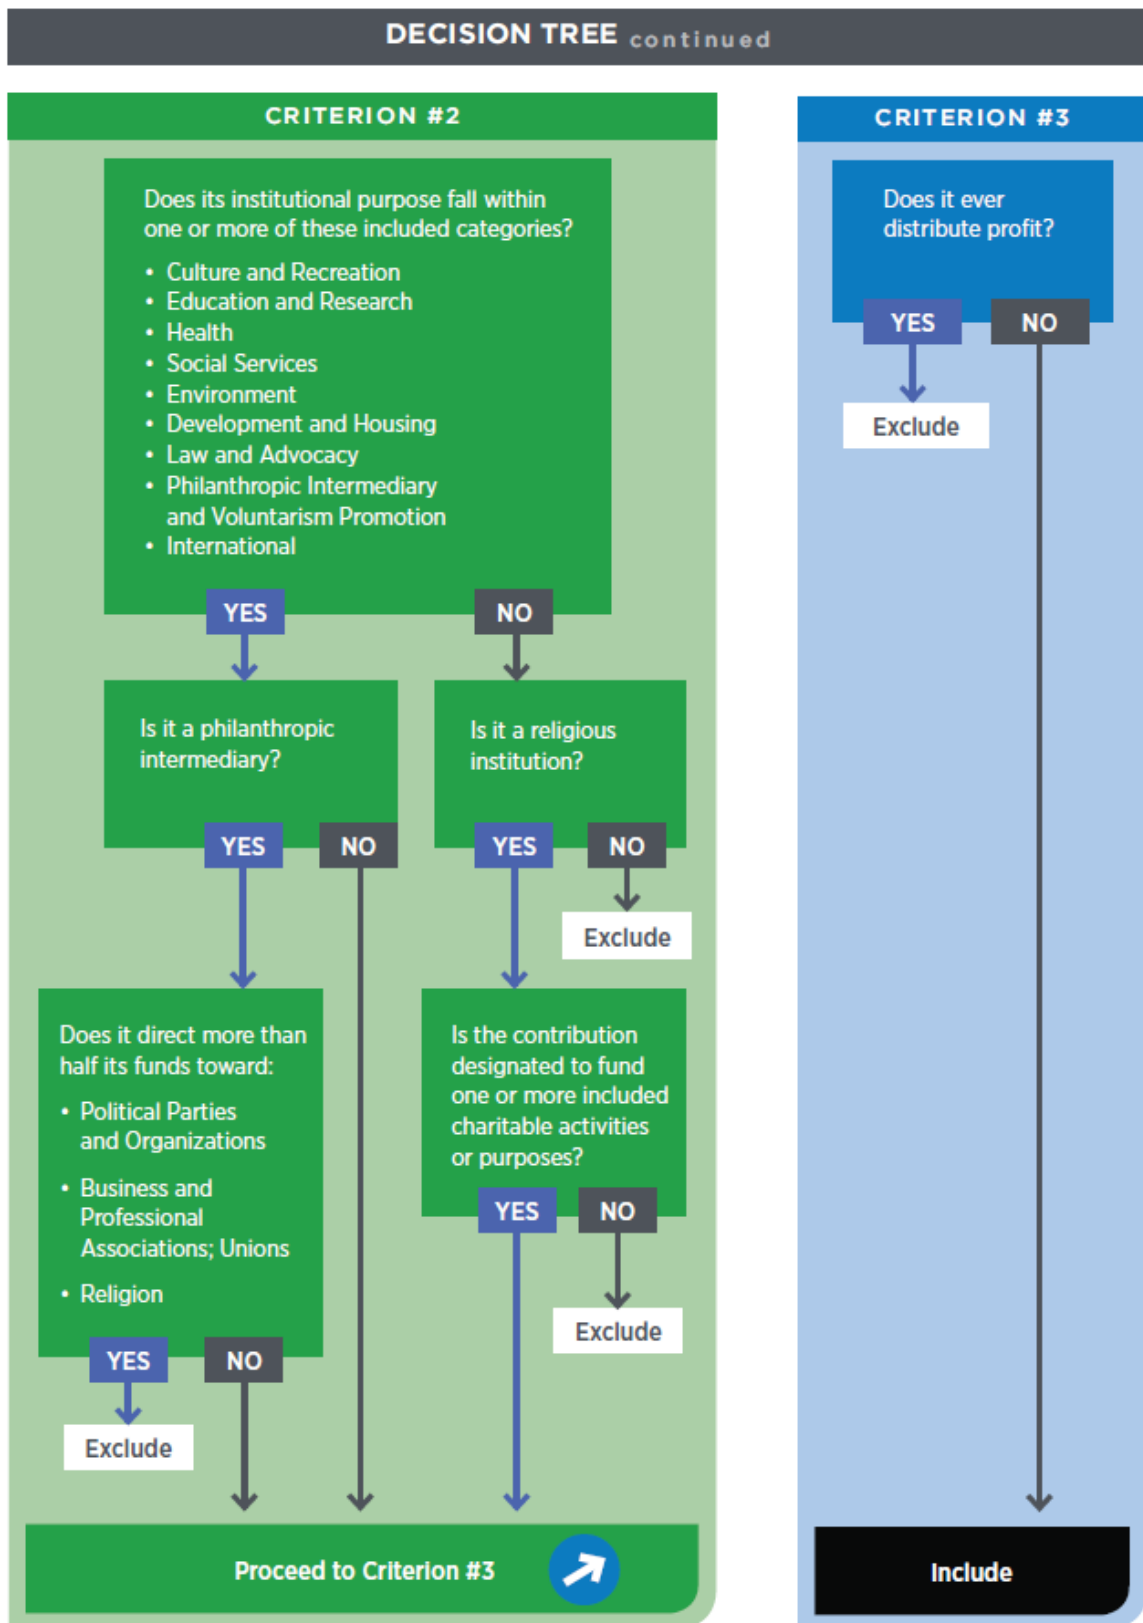 DECISION TREE continued
CRITERION #2
Does its institutional purpose fall within
one or more of these included categories?
• Culture and Recreation
• Education and Research
• Health
• Social Services
• Environment
• Development and Housing
• Law and Advocacy
• Philanthropic Intermediary
and Voluntarism Promotion
• International
YES
NO
Is it a philanthropic
intermediary?
YES
NO
Is it a religious
institution?
YES
NO
Exclude
Does it direct more than
half its funds toward:
• Political Parties
and Organizations
• Business and
Professional
Associations; Unions
• Religion
YES
NO
Exclude
Is the contribution
designated to fund
one or more included
charitable activities
or purposes?
YES
NO
Exclude
Proceed to Criterion #3
CRITERION #3
Does it ever
distribute profit?
YES
NO
Exclude
Include